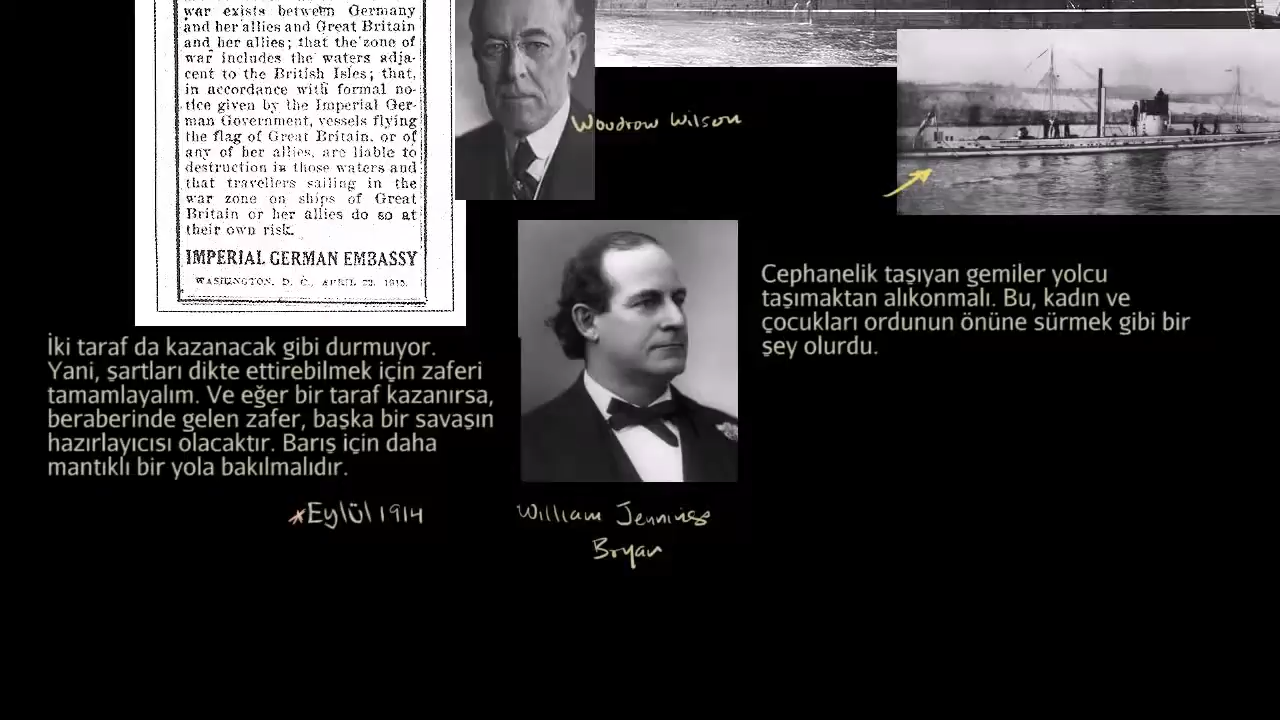 war exists between Germany
and her allies and Great Britain
and her allies; that the zone of
war includes the waters adja-
cent to the British Isles; that,
in accordance with formal no-
tice given by the Imperial Ger-
man Government, vessels flying
the flag of Great Britain, or of
any of her allies, are liable to
destruction in those waters and
that travellers sailing in the
war zone on ships of Great
Britain or her allies do so at
their own risk.
IMPERIAL GERMAN EMBASSY
WASHINGTON, D. C., APRIL 22, 1915.
Woodrow Wilson
Cephanelik taşıyan gemiler yolcu
taşımaktan alıkonmalı. Bu, kadın ve
çocukları ordunun önüne sürmek gibi bir
şey olurdu.
İki taraf da kazanacak gibi durmuyor.
Yani, şartları dikte ettirebilmek için zaferi
tamamlayalım. Ve eğer bir taraf kazanırsa,
beraberinde gelen zafer, başka bir savaşın
hazırlayıcısı olacaktır. Barış için daha
mantıklı bir yola bakılmalıdır.
*Eylül 1914
William Jennings
Bryan